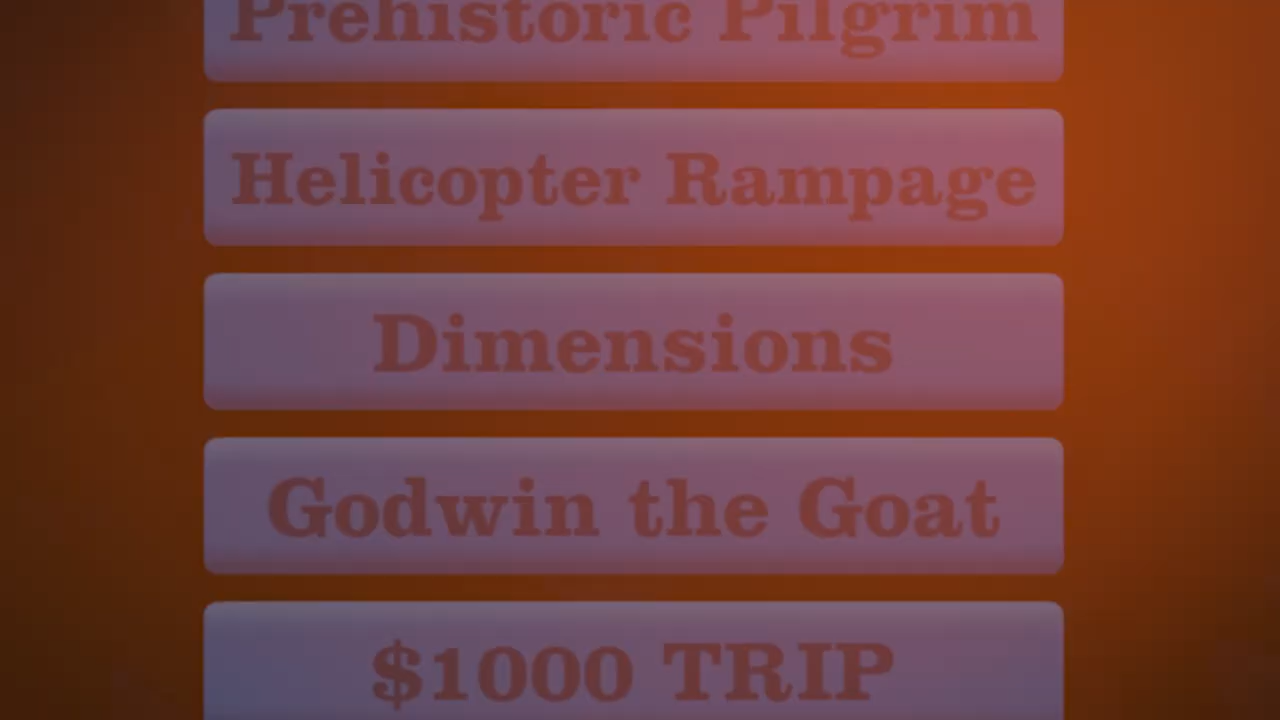 Prehistoric Pilgrim
Helicopter Rampage
Dimensions
Godwin the Goat
$1000 TRIP